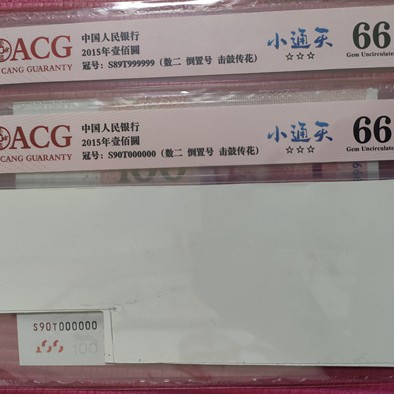 ACG
CANG GUARANTY
中国人民银行
2015年壹佰圆
冠号：S89T999999（数二 倒置号 击鼓传花）
小通天
☆☆☆
66
Gem Uncirculated
ACG
CANG GUARANTY
中国人民银行
2015年壹佰圆
冠号：S90T000000（数二 倒置号 击鼓传花）
小通天
☆☆☆
66
Gem Uncirculated
S90T000000
100